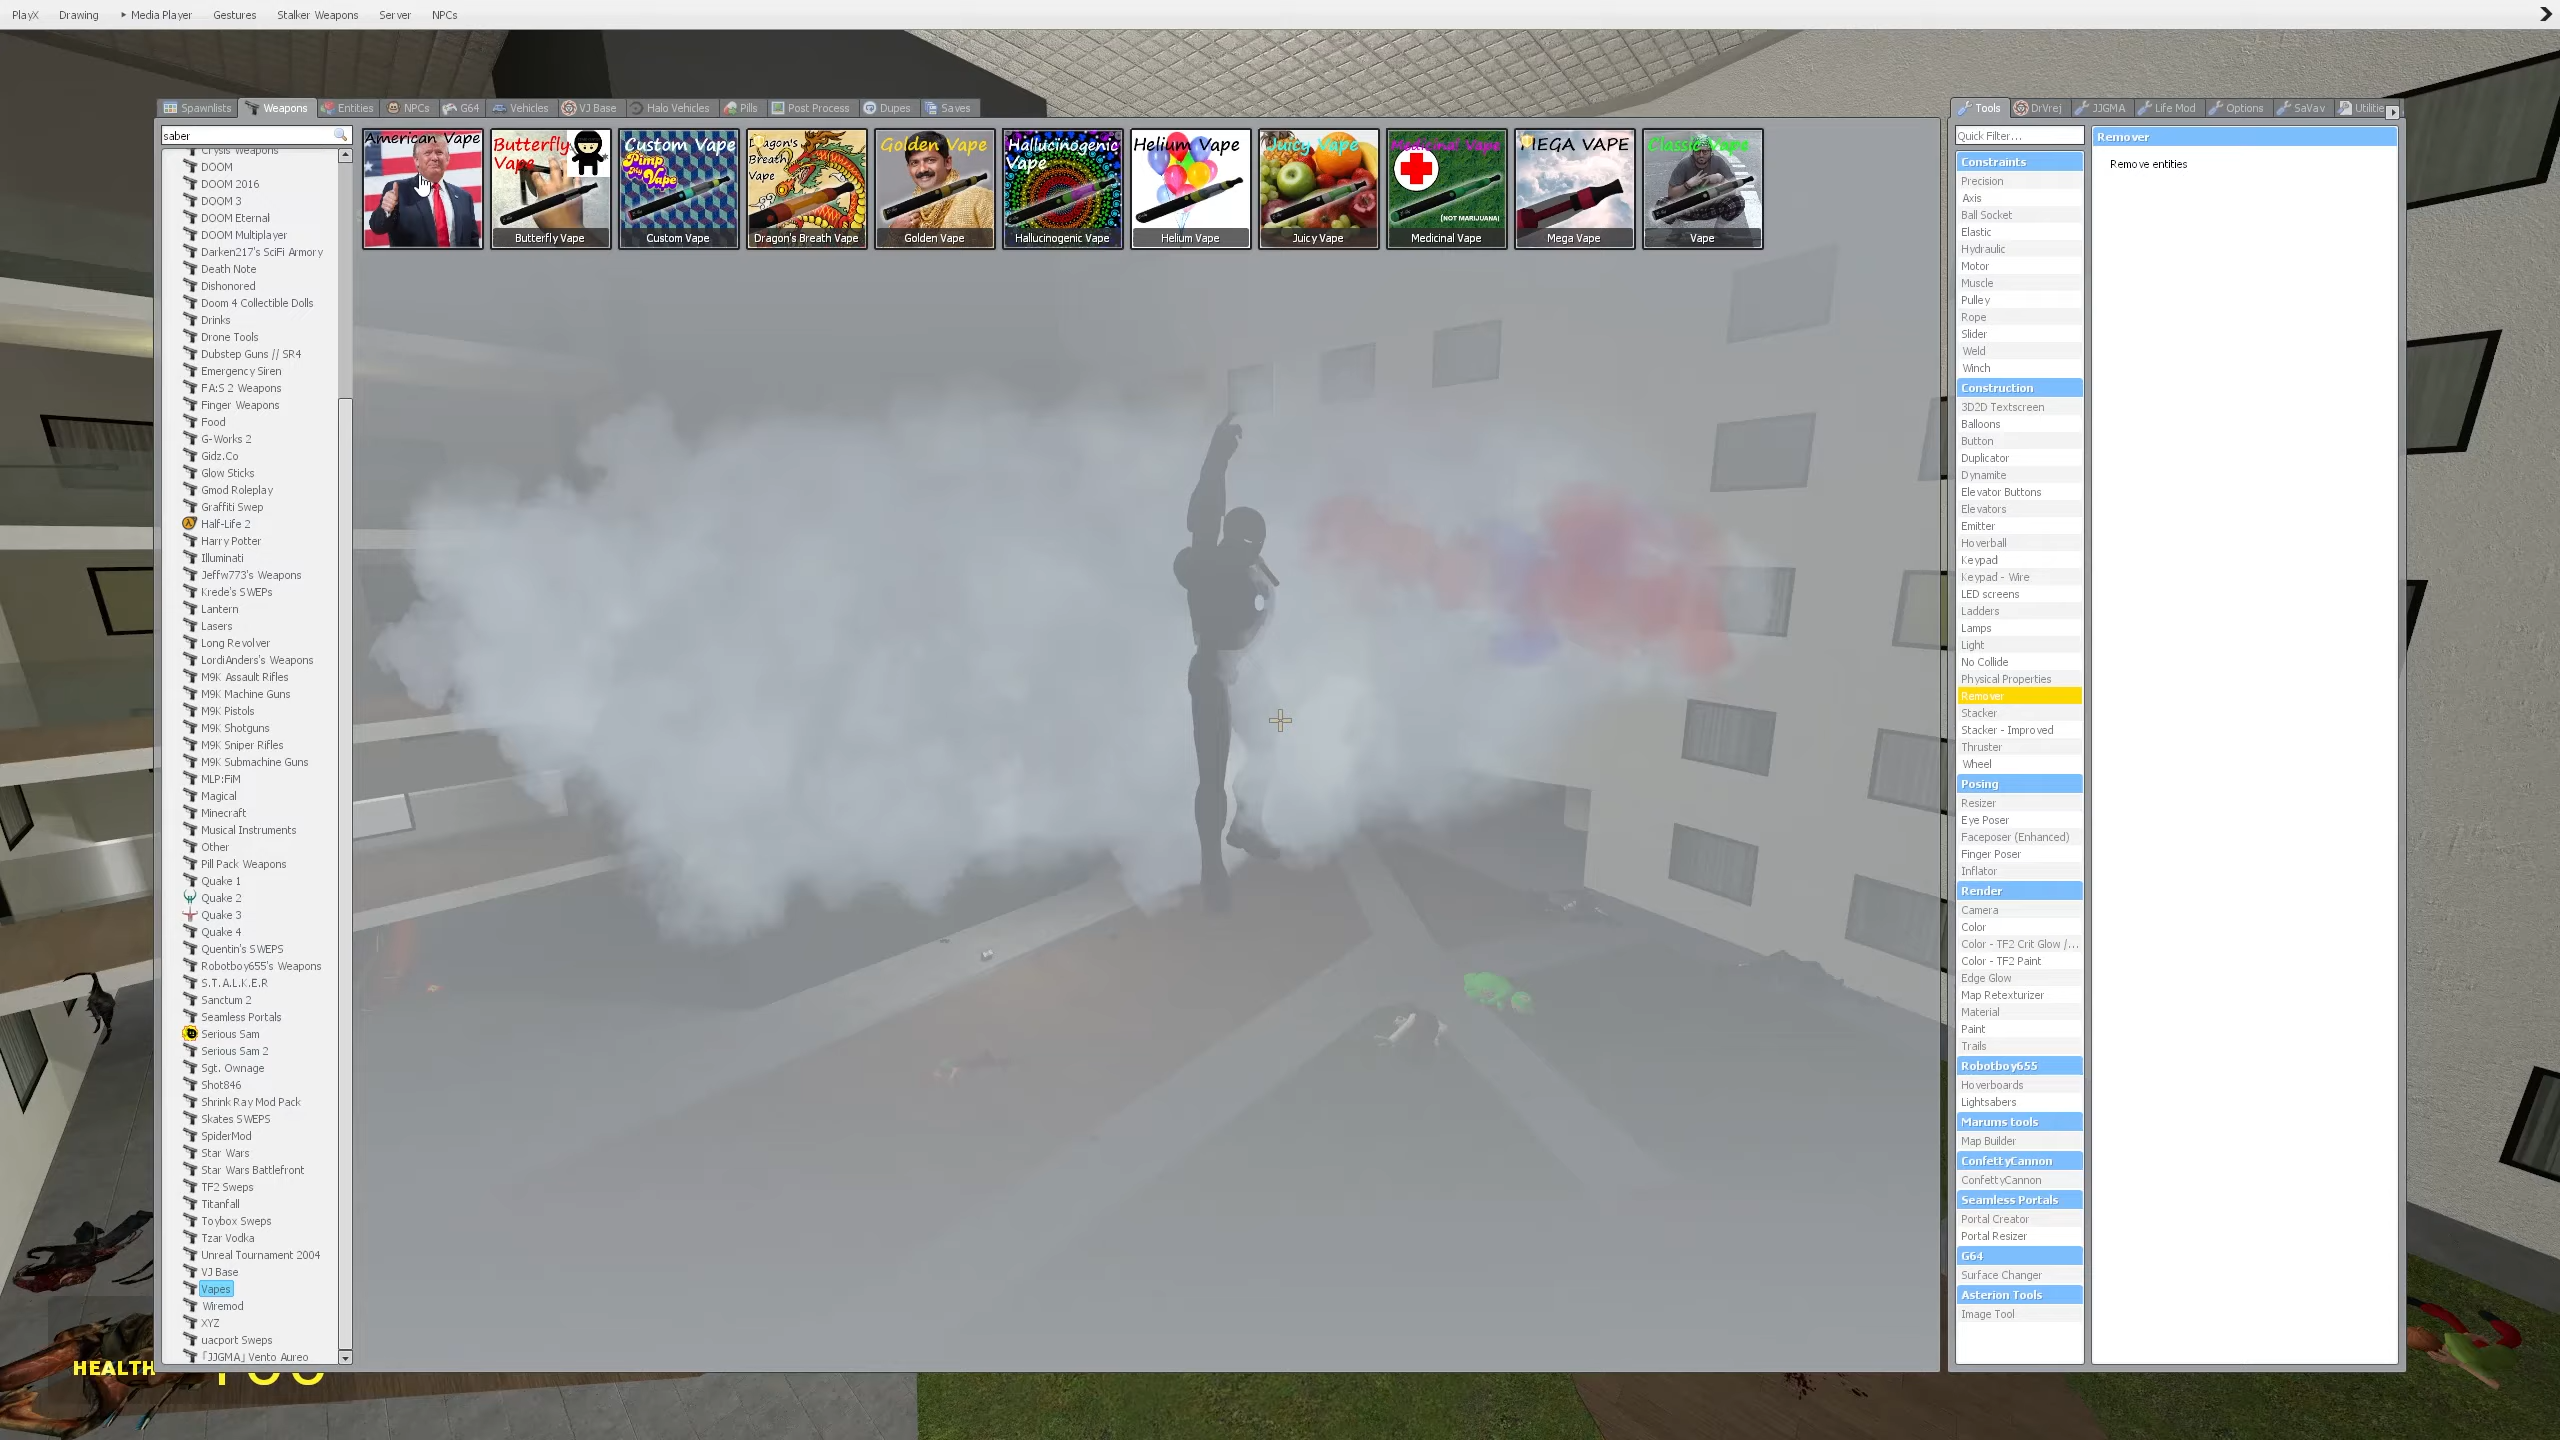 PlayX Drawing Media Player Gestures Stalker Weapons Server NPCs
Spawnlists Weapons Entities NPCs G64 Vehicles VJ Base Halo Vehicles Pills Post Process Dupes Saves
saber
Crysis Weapons
DOOM
DOOM 2016
DOOM 3
DOOM Eternal
DOOM Multiplayer
Darken217's SciFi Armory
Death Note
Dishonored
Doom 4 Collectible Dolls
Drinks
Drone Tools
Dubstep Guns // SR4
Emergency Siren
FA:S 2 Weapons
Finger Weapons
Food
G-Works 2
Gidz.Co
Glow Sticks
Gmod Roleplay
Graffiti Swep
Half-Life 2
Harry Potter
Illuminati
Jeffw773's Weapons
Krede's SWEPs
Lantern
Lasers
Long Revolver
LordiAnders's Weapons
M9K Assault Rifles
M9K Machine Guns
M9K Pistols
M9K Shotguns
M9K Sniper Rifles
M9K Submachine Guns
MLP:FiM
Magical
Minecraft
Musical Instruments
Other
Pill Pack Weapons
Quake 1
Quake 2
Quake 3
Quake 4
Quentin's SWEPS
Robotboy655's Weapons
S.T.A.L.K.E.R
Sanctum 2
Seamless Portals
Serious Sam
Serious Sam 2
Sgt. Ownage
Shot846
Shrink Ray Mod Pack
Skates SWEPS
SpiderMod
Star Wars
Star Wars Battlefront
TF2 Sweps
Titanfall
Toybox Sweps
Tzar Vodka
Unreal Tournament 2004
VJ Base
Vapes
Wiremod
XYZ
uacport Sweps
「JJGMA」 Vento Aureo
American Vape
Butterfly
Vape
Butterfly Vape
Custom Vape
Pimp
My
Vape
Custom Vape
Dragon's
Breath
Vape
Dragon's Breath Vape
Golden Vape
Golden Vape
Hallucinogenic
Vape
Hallucinogenic Vape
Helium Vape
Helium Vape
Juicy Vape
Juicy Vape
Medicinal Vape
(NOT MARIJUANA)
Medicinal Vape
MEGA VAPE
Mega Vape
Classic Vape
Vape
HEALTH
Tools DrVrej JJGMA Life Mod Options SaVav Utilitie
Quick Filter...
Constraints
Precision
Axis
Ball Socket
Elastic
Hydraulic
Motor
Muscle
Pulley
Rope
Slider
Weld
Winch
Construction
3D2D Textscreen
Balloons
Button
Duplicator
Dynamite
Elevator Buttons
Elevators
Emitter
Hoverball
Keypad
Keypad - Wire
LED screens
Ladders
Lamps
Light
No Collide
Physical Properties
Remover
Stacker
Stacker - Improved
Thruster
Wheel
Posing
Resizer
Eye Poser
Faceposer (Enhanced)
Finger Poser
Inflator
Render
Camera
Color
Color - TF2 Crit Glow /...
Color - TF2 Paint
Edge Glow
Map Retexturizer
Material
Paint
Trails
Robotboy655
Hoverboards
Lightsabers
Marums tools
Map Builder
ConfettyCannon
ConfettyCannon
Seamless Portals
Portal Creator
Portal Resizer
G64
Surface Changer
Asterion Tools
Image Tool
Remover
Remove entities